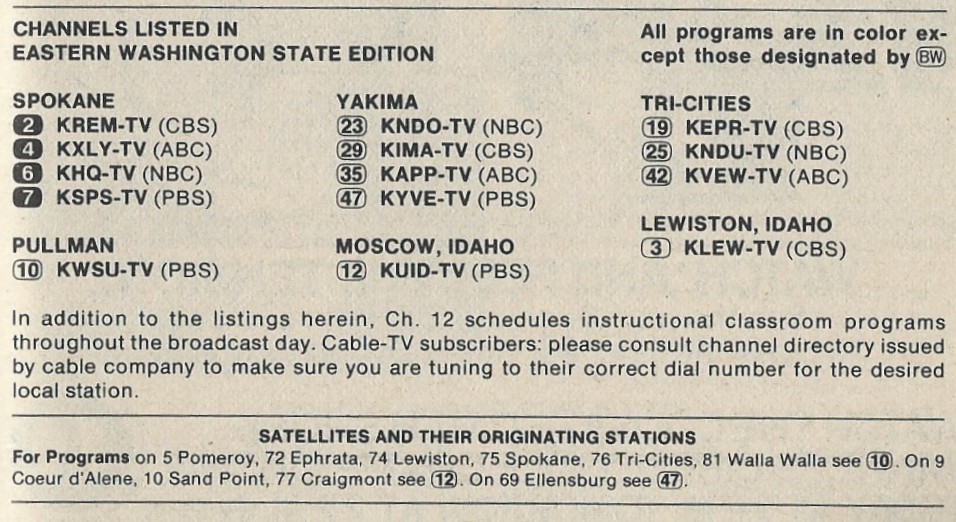 CHANNELS LISTED IN
EASTERN WASHINGTON STATE EDITION
All programs are in color ex-
cept those designated by BW
SPOKANE
2 KREM-TV (CBS)
4 KXLY-TV (ABC)
6 KHQ-TV (NBC)
7 KSPS-TV (PBS)
PULLMAN
10 KWSU-TV (PBS)
YAKIMA
23 KNDO-TV (NBC)
29 KIMA-TV (CBS)
35 KAPP-TV (ABC)
47 KYVE-TV (PBS)
MOSCOW, IDAHO
12 KUID-TV (PBS)
TRI-CITIES
19 KEPR-TV (CBS)
25 KNDU-TV (NBC)
42 KVEW-TV (ABC)
LEWISTON, IDAHO
3 KLEW-TV (CBS)
In addition to the listings herein, Ch. 12 schedules instructional classroom programs
throughout the broadcast day. Cable-TV subscribers: please consult channel directory issued
by cable company to make sure you are tuning to their correct dial number for the desired
local station.
SATELLITES AND THEIR ORIGINATING STATIONS
For Programs on 5 Pomeroy, 72 Ephrata, 74 Lewiston, 75 Spokane, 76 Tri-Cities, 81 Walla Walla see 10. On 9
Coeur d'Alene, 10 Sand Point, 77 Craigmont see 12. On 69 Ellensburg see 47.